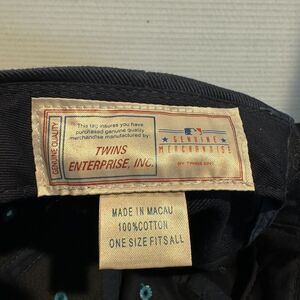 GENUINE QUALITY
This tag insures you have
purchased genuine quality
merchandise manufactured by:
TWINS
ENTERPRISE, INC.
GENUINE
MERCHANDISE
BY TWINS ENT.
MADE IN MACAU
100%COTTON
ONE SIZE FITS ALL